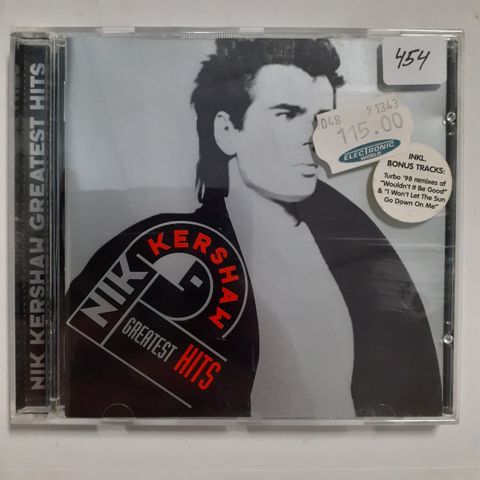 NIK KERSHAW GREATEST HITS
454
048 91343
115.00
ELECTRONIC
WORLD
INKL.
BONUS TRACKS:
Turbo '98 remixes of
"Wouldn't It Be Good"
& "I Won't Let The Sun
Go Down On Me"
NIK
KERSHAW
GREATEST HITS